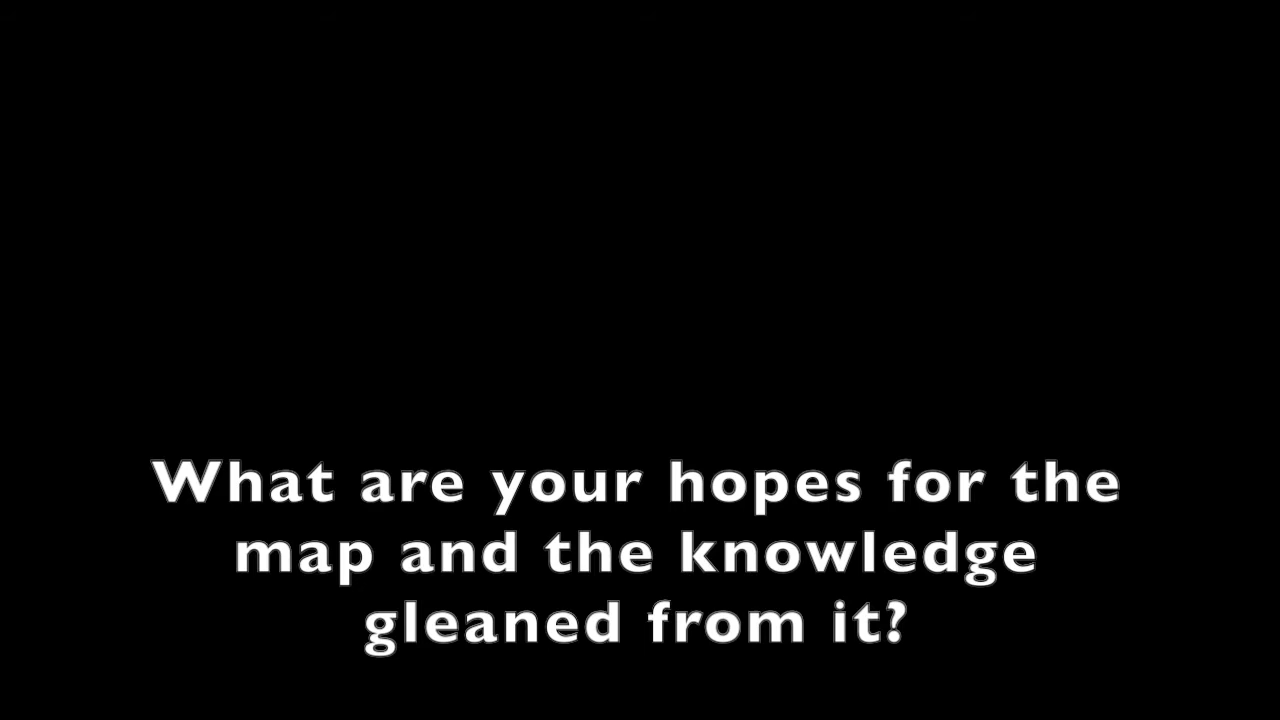 What are your hopes for the
map and the knowledge
gleaned from it?